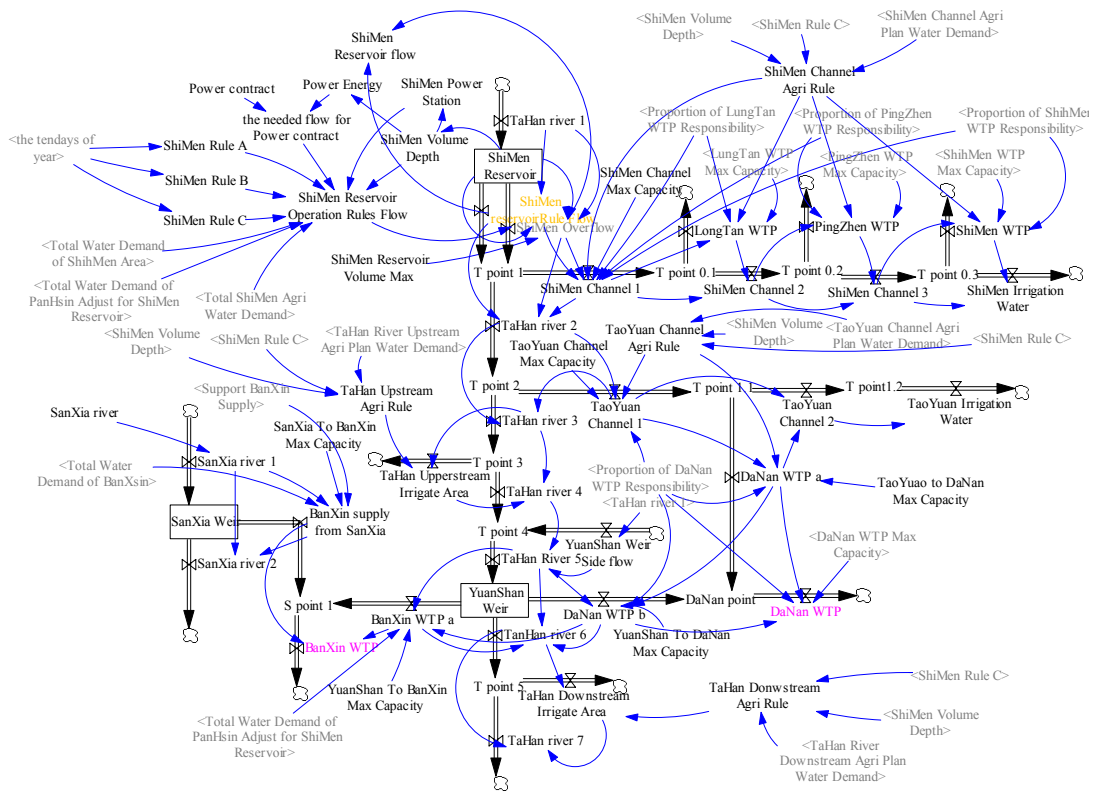 <ShiMen Volume
Depth>
<ShiMen Rule C>
<ShiMen Channel Agri
Plan Water Demand>
ShiMen
Reservoir flow
ShiMen Channel
Agri Rule
Power contract
Power Energy
ShiMen Power
Station
the needed flow for
Power contract
ShiMen Volume
Depth
TaHan river 1
<Proportion of LungTan
WTP Responsibility>
<Proportion of PingZhen
WTP Responsibility>
<Proportion of ShihMen
WTP Responsibility>
<the tendays of
year>
ShiMen Rule A
ShiMen Rule B
ShiMen Rule C
ShiMen Reservoir
Operation Rules Flow
ShiMen
Reservoir
ShiMen Channel
Max Capacity
<LungTan WTP
Max Capacity>
<PingZhen WTP
Max Capacity>
<ShihMen WTP
Max Capacity>
ShiMen
reservoirRule Flow
ShiMen Overflow
LongTan WTP
PingZhen WTP
ShiMen WTP
<Total Water Demand
of ShihMen Area>
ShiMen Reservoir
Volume Max
<Total Water Demand of
PanHsin Adjust for ShiMen
Reservoir>
<Total ShiMen Agri
Water Demand>
T point 1
ShiMen Channel 1
T point 0.1
ShiMen Channel 2
T point 0.2
ShiMen Channel 3
T point 0.3
ShiMen Irrigation
Water
<ShiMen Volume
Depth>
<ShiMen Rule C>
<TaHan River Upstream
Agri Plan Water Demand>
TaHan river 2
TaoYuan Channel
Max Capacity
TaoYuan Channel
Agri Rule
<ShiMen Volume
Depth>
<TaoYuan Channel Agri
Plan Water Demand>
<ShiMen Rule C>
<Support BanXin
Supply>
TaHan Upstream
Agri Rule
T point 2
TaoYuan
Channel 1
T point 1.1
TaoYuan
Channel 2
T point1.2
TaoYuan Irrigation
Water
SanXia river
SanXia To BanXin
Max Capacity
TaHan river 3
SanXia river 1
<Total Water
Demand of BanXsin>
T point 3
TaHan Upperstream
Irrigate Area
TaHan river 4
<Proportion of DaNan
WTP Responsibility>
<TaHan river 1>
DaNan WTP a
TaoYuao to DaNan
Max Capacity
SanXia Weir
BanXin supply
from SanXia
T point 4
YuanShan Weir
Side flow
<DaNan WTP Max
Capacity>
SanXia river 2
TaHan River 5
S point 1
BanXin WTP a
YuanShan
Weir
DaNan WTP b
DaNan point
DaNan WTP
BanXin WTP
TanHan river 6
YuanShan To DaNan
Max Capacity
YuanShan To BanXin
Max Capacity
T point 5
TaHan Downstream
Irrigate Area
TaHan Donwstream
Agri Rule
<ShiMen Rule C>
<ShiMen Volume
Depth>
<Total Water Demand of
PanHsin Adjust for ShiMen
Reservoir>
TaHan river 7
<TaHan River
Downstream Agri Plan
Water Demand>